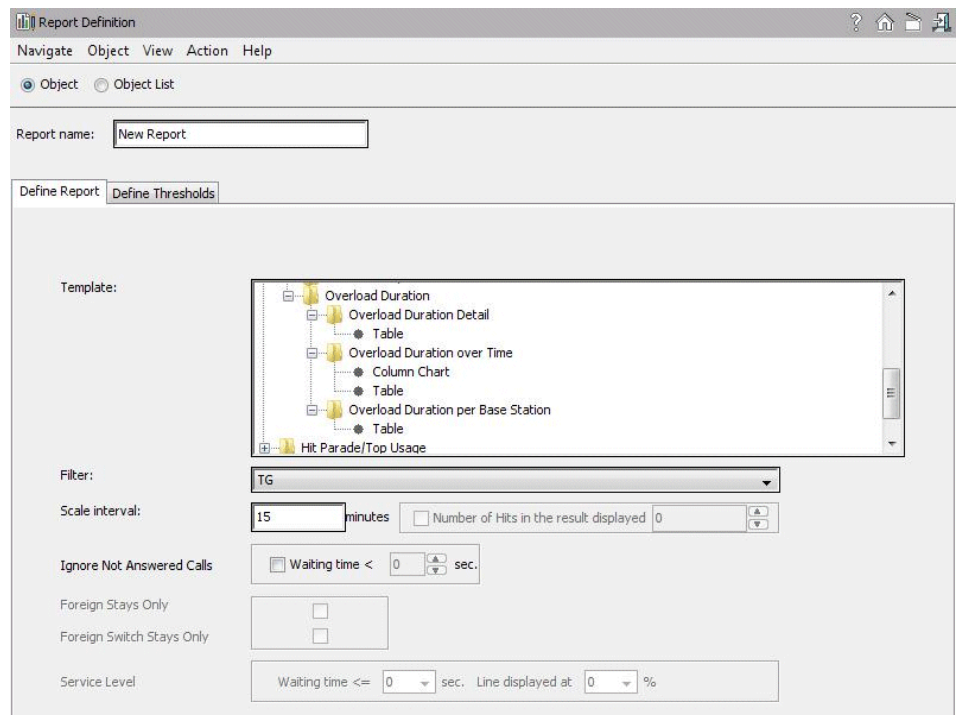 Report Definition
?
Navigate Object View Action Help
Object Object List
Report name: New Report
Define Report Define Thresholds
Template:
Overload Duration
Overload Duration Detail
Table
Overload Duration over Time
Column Chart
Table
Overload Duration per Base Station
Table
Hit Parade/Top Usage
Filter: TG
Scale interval: 15 minutes Number of Hits in the result displayed 0
Ignore Not Answered Calls Waiting time < 0 sec.
Foreign Stays Only
Foreign Switch Stays Only
Service Level Waiting time <= 0 sec. Line displayed at 0 %